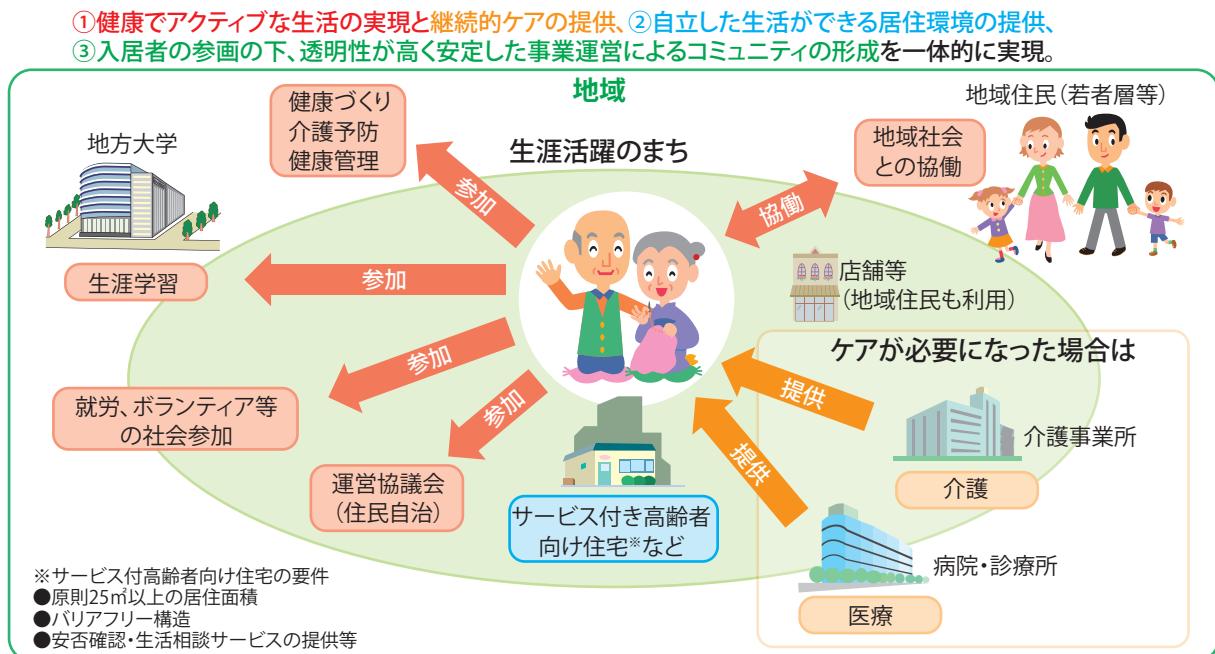 ①健康でアクティブな生活の実現と継続的ケアの提供、②自立した生活ができる居住環境の提供、
③入居者の参画の下、透明性が高く安定した事業運営によるコミュニティの形成を一体的に実現。
地域
健康づくり
介護予防
健康管理
地方大学
生涯活躍のまち
地域住民（若者層等）
地域社会
との協働
参加
協働
生涯学習
参加
店舗等
（地域住民も利用）
参加
ケアが必要になった場合は
就労、ボランティア等
の社会参加
参加
提供
介護事業所
介護
提供
運営協議会
（住民自治）
サービス付き高齢者
向け住宅※など
病院・診療所
医療
※サービス付高齢者向け住宅の要件
●原則25㎡以上の居住面積
●バリアフリー構造
●安否確認・生活相談サービスの提供等